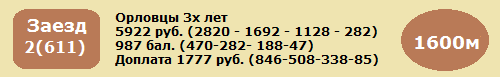 Заезд
2(611)
Орловцы 3х лет
5922 руб. (2820 - 1692 - 1128 - 282)
987 бал. (470-282- 188-47)
Доплата 1777 руб. (846-508-338-85)
1600м